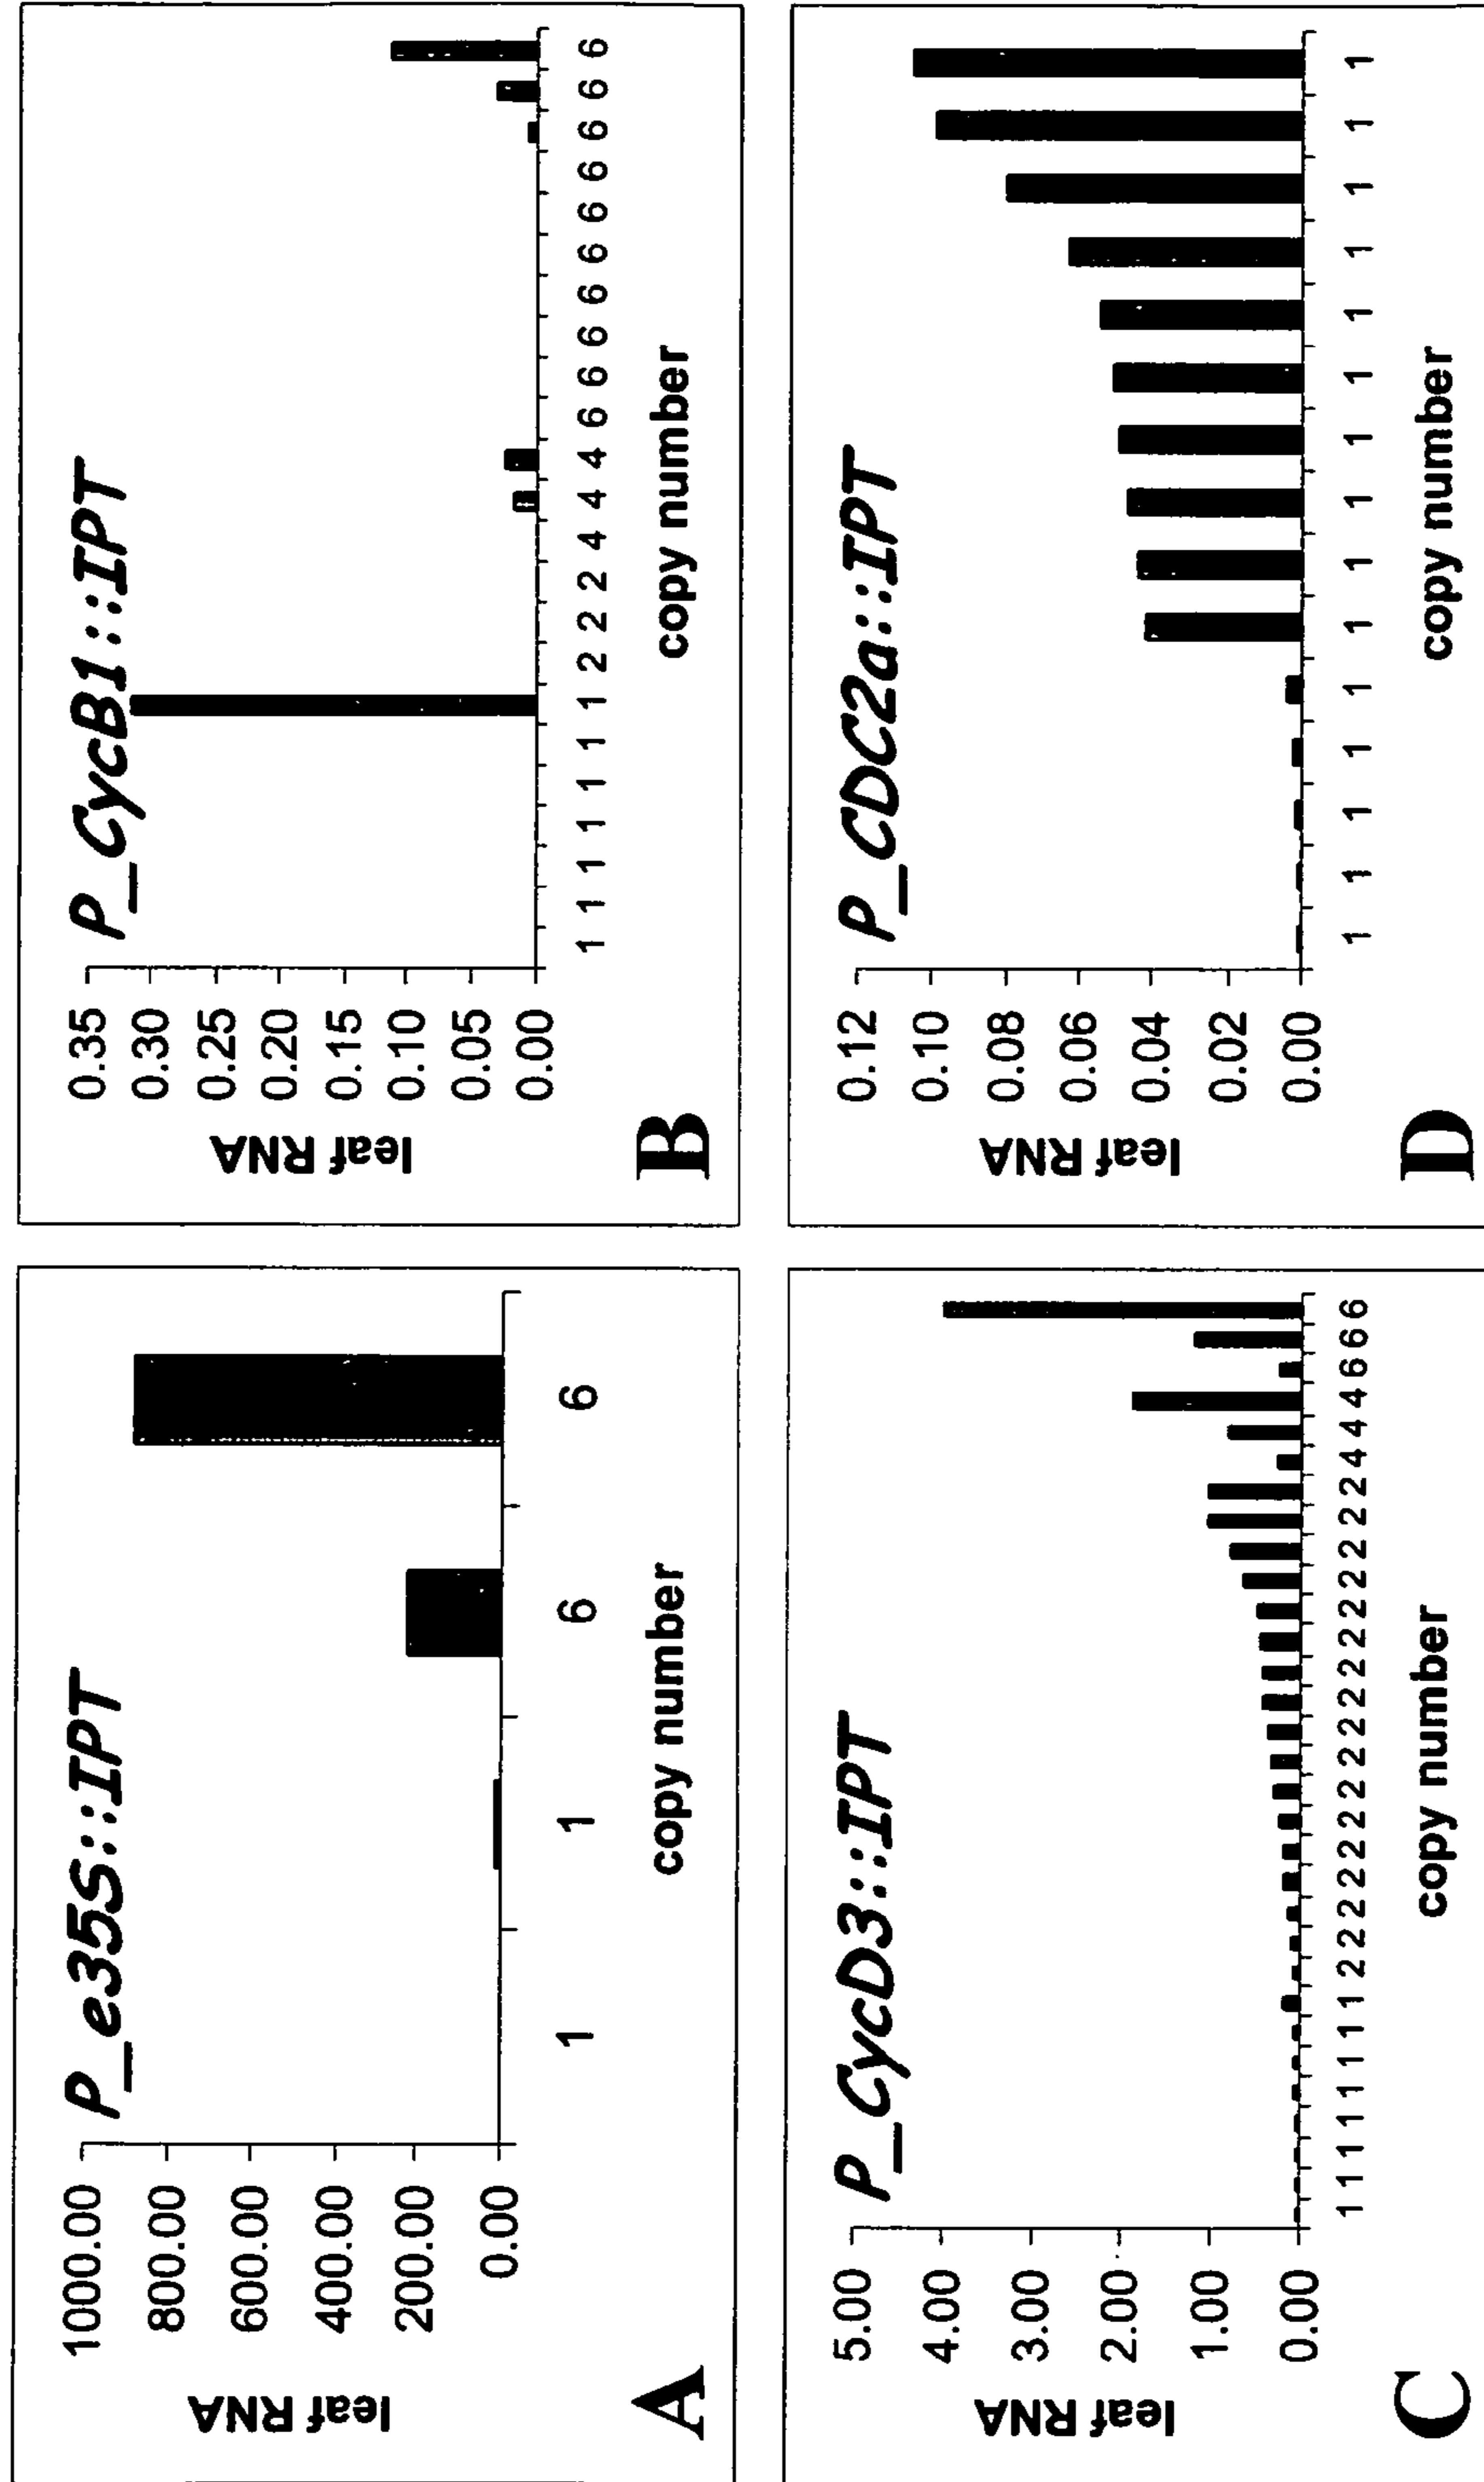 P_e35S::IPT
1000.00
800.00
600.00
400.00
200.00
0.00
leaf RNA
1 1 6 6
copy number
A
P_CycB1::IPT
0.35
0.30
0.25
0.20
0.15
0.10
0.05
0.00
leaf RNA
1 1 1 1 1 1 1 2 2 2 4 4 4 6 6 6 6 6 6 6 6 6 6
copy number
B
P_CycD3::IPT
5.00
4.00
3.00
2.00
1.00
0.00
leaf RNA
1 1 1 1 1 1 1 1 2 2 2 2 2 2 2 2 2 2 2 2 2 2 2 2 2 4 4 4 6 6 6
copy number
C
P_CDC2a::IPT
0.12
0.10
0.08
0.06
0.04
0.02
0.00
leaf RNA
1 1 1 1 1 1 1 1 1 1 1 1 1 1 1
copy number
D